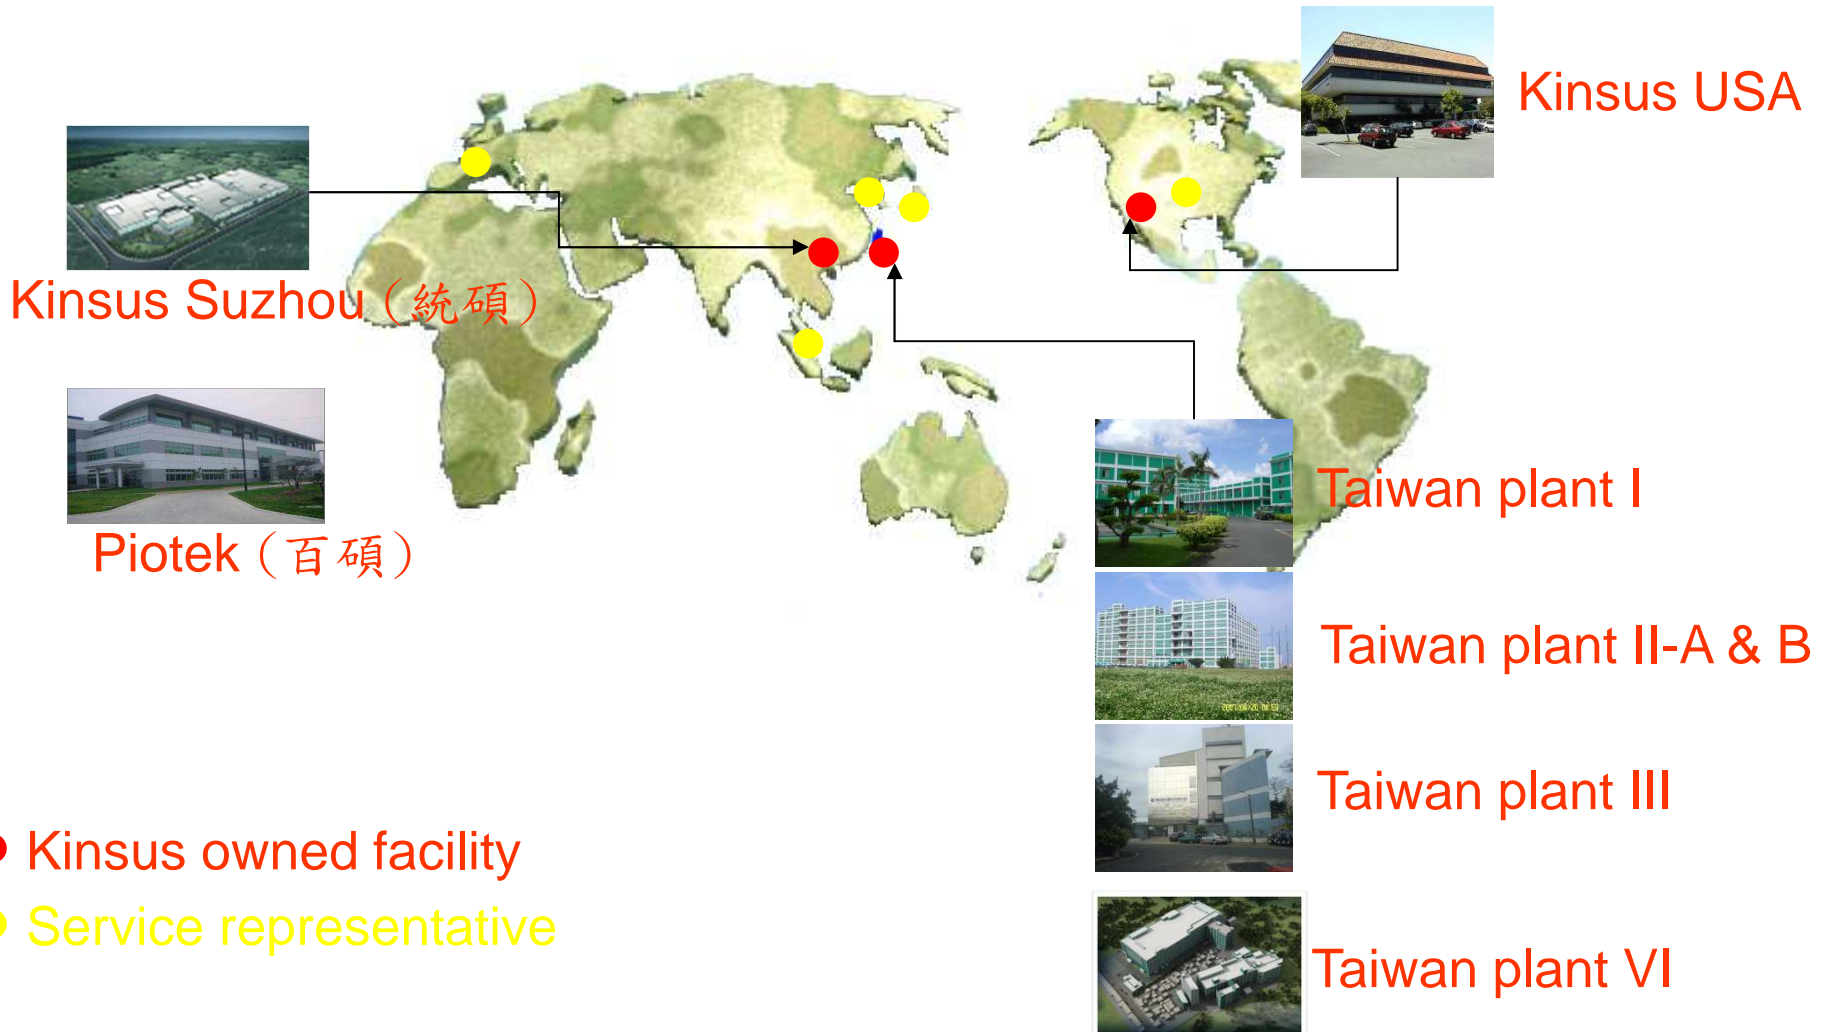 Kinsus USA
Kinsus Suzhou (統碩)
Piotek (百碩)
Taiwan plant I
Taiwan plant II-A & B
Taiwan plant III
Taiwan plant VI
Kinsus owned facility
Service representative